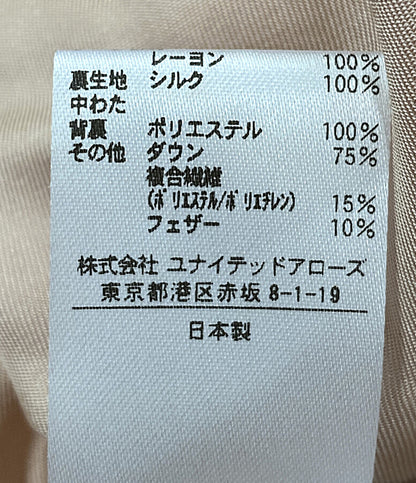 レーヨン 100%
裏生地 シルク 100%
中わた
背裏 ポリエステル 100%
その他 ダウン 75%
複合繊維
(ポリエステル/ポリエチレン) 15%
フェザー 10%
株式会社 ユナイテッドアローズ
東京都港区赤坂 8-1-19
日本製